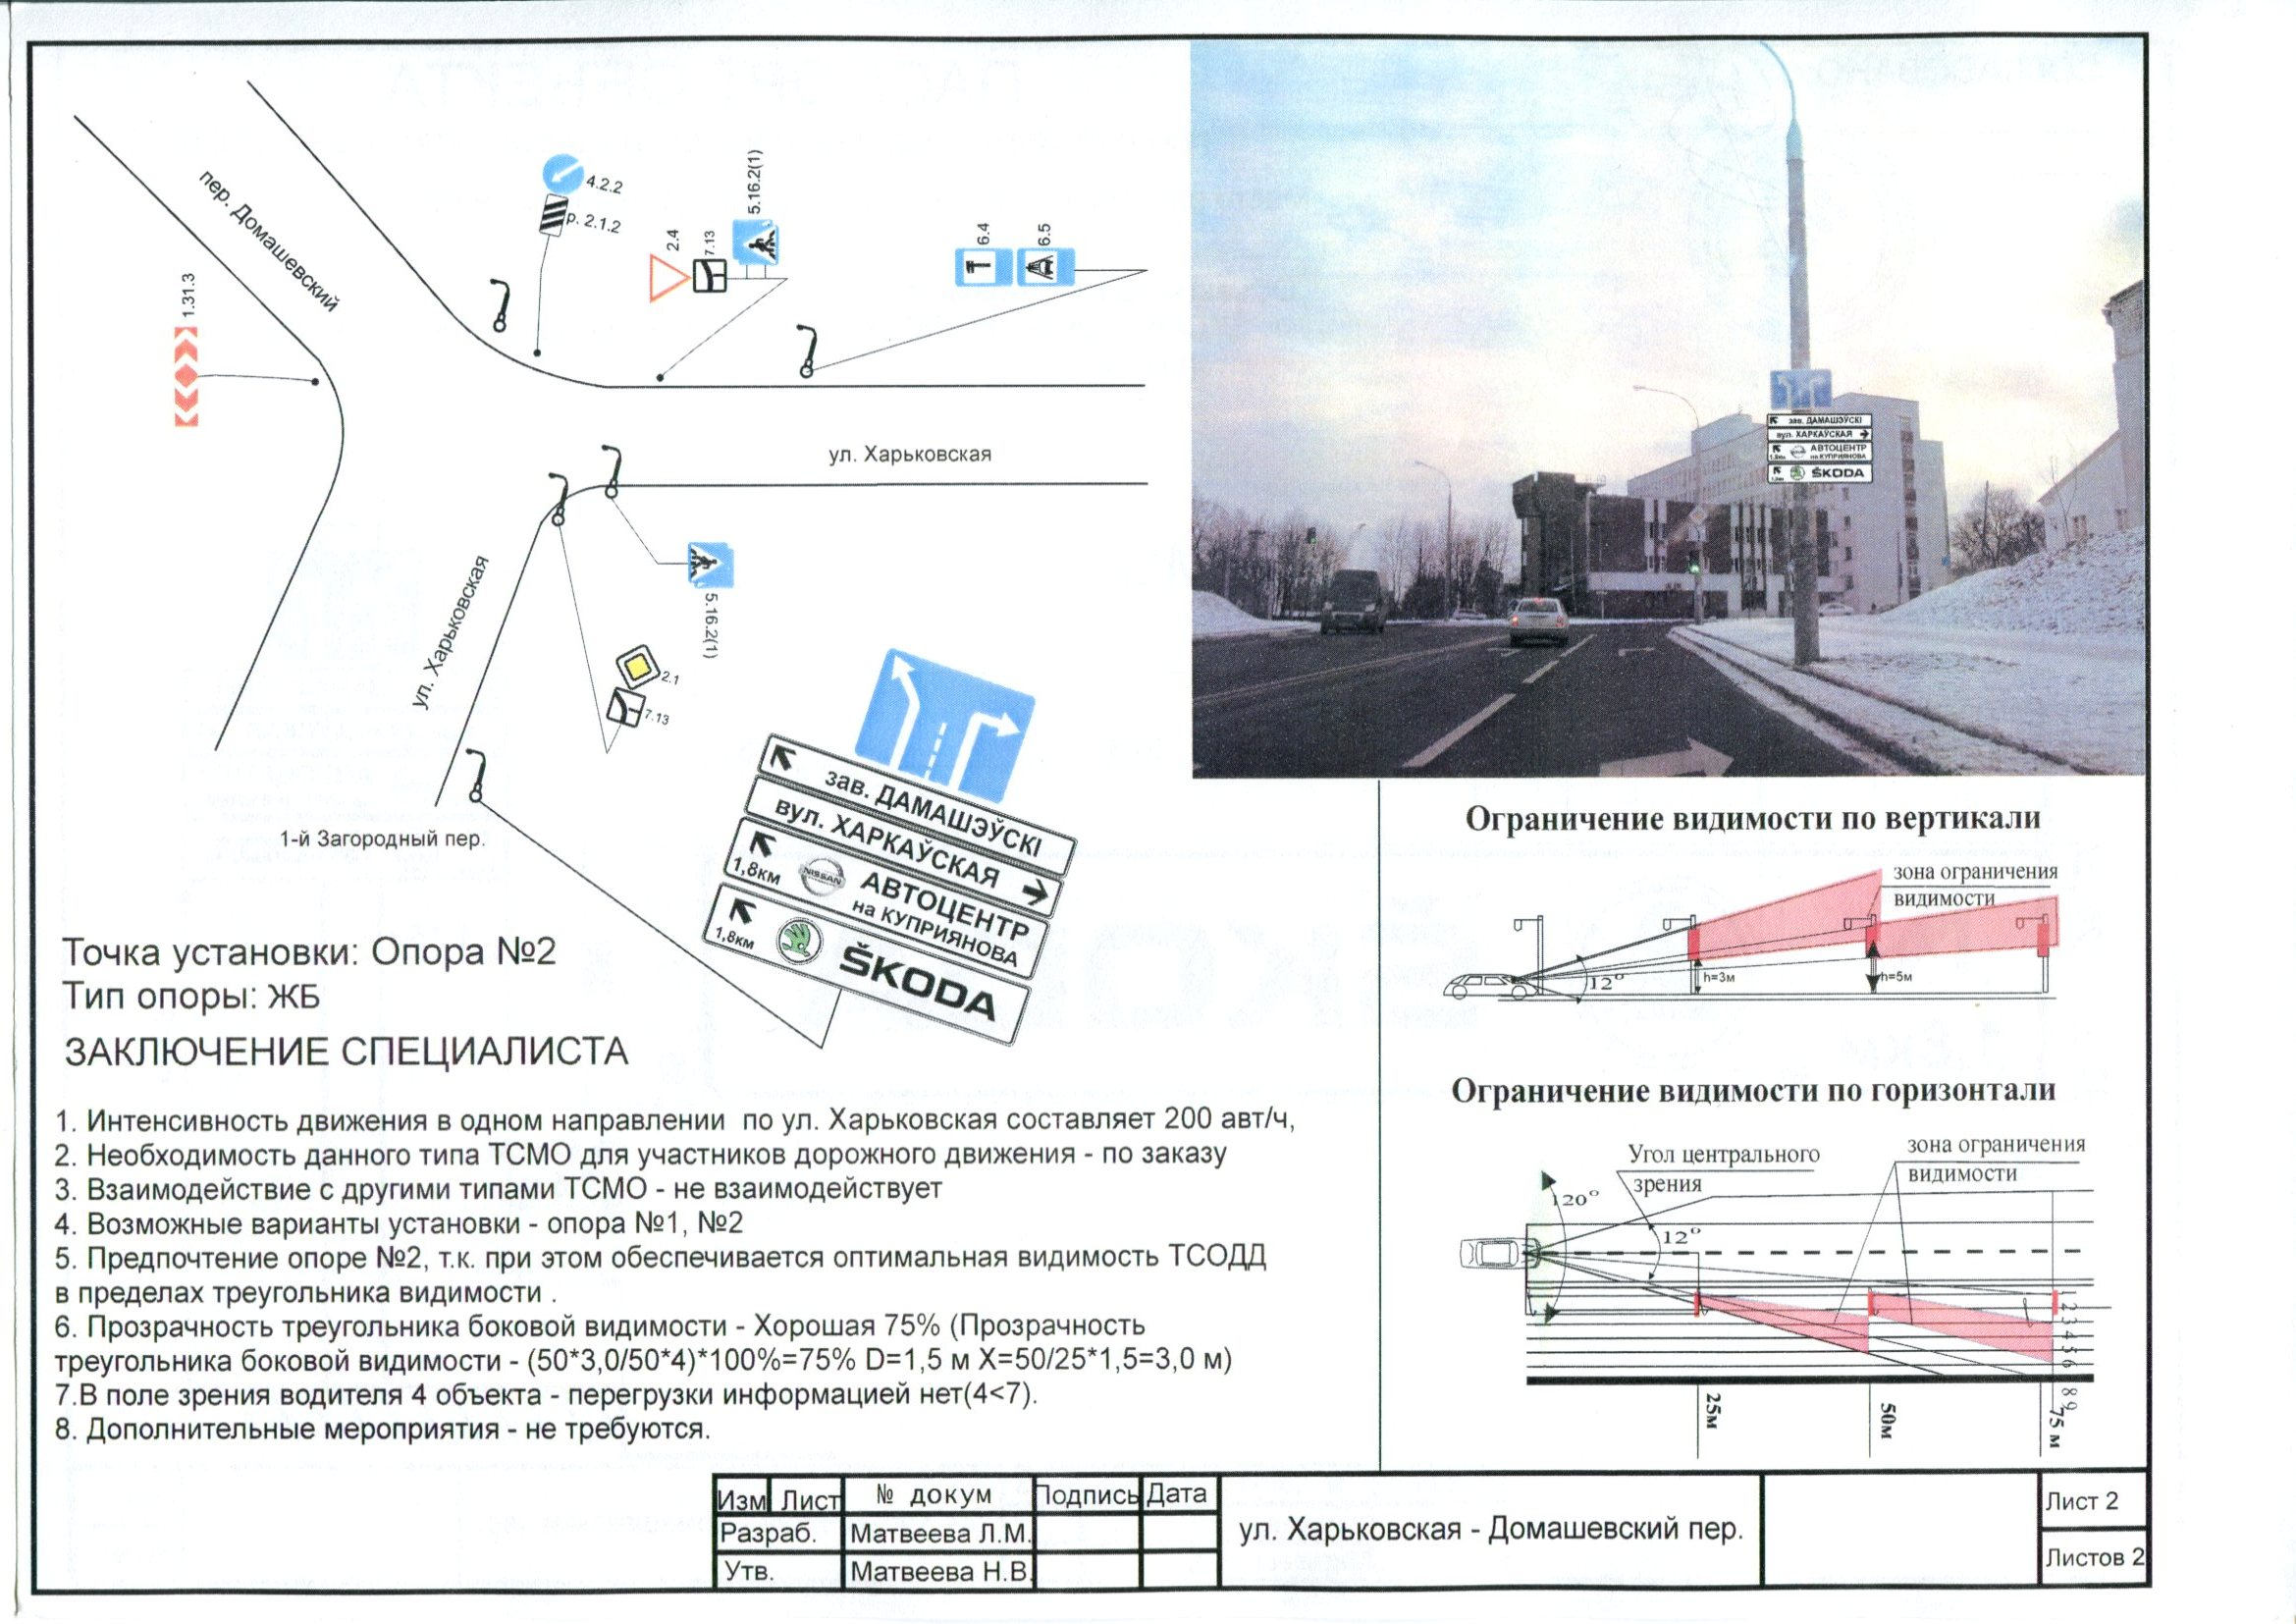 пер. Домашевский
1.31.3
4.2.2
р. 2.1.2
2.4
7.13
5.16.2(1)
6.4
6.5
ул. Харьковская
ул. Харьковская
5.16.2(1)
2.1
7.13
1-й Загородный пер.
зав. ДАМАШЭЎСКІ
вул. ХАРКАЎСКАЯ
1,8км NISSAN АВТОЦЕНТР
на КУПРИЯНОВА
1,8км ŠKODA
зав. ДАМАШЭЎСКІ
вул. ХАРКАЎСКАЯ
1,8км АВТОЦЕНТР
на КУПРИЯНОВА
ŠKODA
Точка установки: Опора №2
Тип опоры: ЖБ
ЗАКЛЮЧЕНИЕ СПЕЦИАЛИСТА
1. Интенсивность движения в одном направлении по ул. Харьковская составляет 200 авт/ч,
2. Необходимость данного типа ТСМО для участников дорожного движения - по заказу
3. Взаимодействие с другими типами ТСМО - не взаимодействует
4. Возможные варианты установки - опора №1, №2
5. Предпочтение опоре №2, т.к. при этом обеспечивается оптимальная видимость ТСОДД
в пределах треугольника видимости .
6. Прозрачность треугольника боковой видимости - Хорошая 75% (Прозрачность
треугольника боковой видимости - (50*3,0/50*4)*100%=75% D=1,5 м X=50/25*1,5=3,0 м)
7.В поле зрения водителя 4 объекта - перегрузки информацией нет(4<7).
8. Дополнительные мероприятия - не требуются.
Ограничение видимости по вертикали
зона ограничения
видимости
12°
h=3м
h=5м
Ограничение видимости по горизонтали
Угол центрального
зрения
зона ограничения
видимости
120°
12°
1 2 3 4 5 6 8 9
25м
50м
75 м
Изм Лист № докум Подпись Дата
Разраб. Матвеева Л.М.
Утв. Матвеева Н.В.
ул. Харьковская - Домашевский пер.
Лист 2
Листов 2